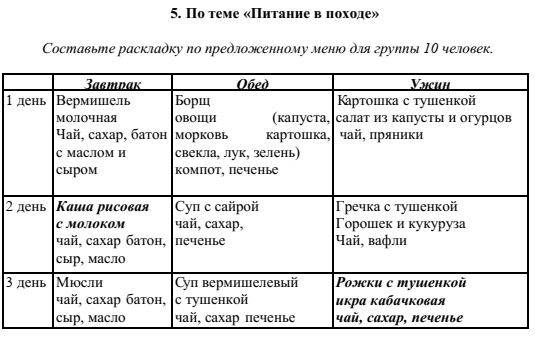 5. По теме «Питание в походе»
Составьте раскладку по предложенному меню для группы 10 человек.
Завтрак Обед Ужин
1 день Вермишель молочная Чай, сахар, батон с маслом и сыром
Борщ овощи (капуста, морковь картошка, свекла, лук, зелень) компот, печенье
Картошка с тушенкой салат из капусты и огурцов чай, пряники
2 день Каша рисовая с молоком чай, сахар батон, сыр, масло
Суп с сайрой чай, сахар, печенье
Гречка с тушенкой Горошек и кукуруза Чай, вафли
3 день Мюсли чай, сахар батон, сыр, масло
Суп вермишелевый с тушенкой чай, сахар печенье
Рожки с тушенкой икра кабачковая чай, сахар, печенье